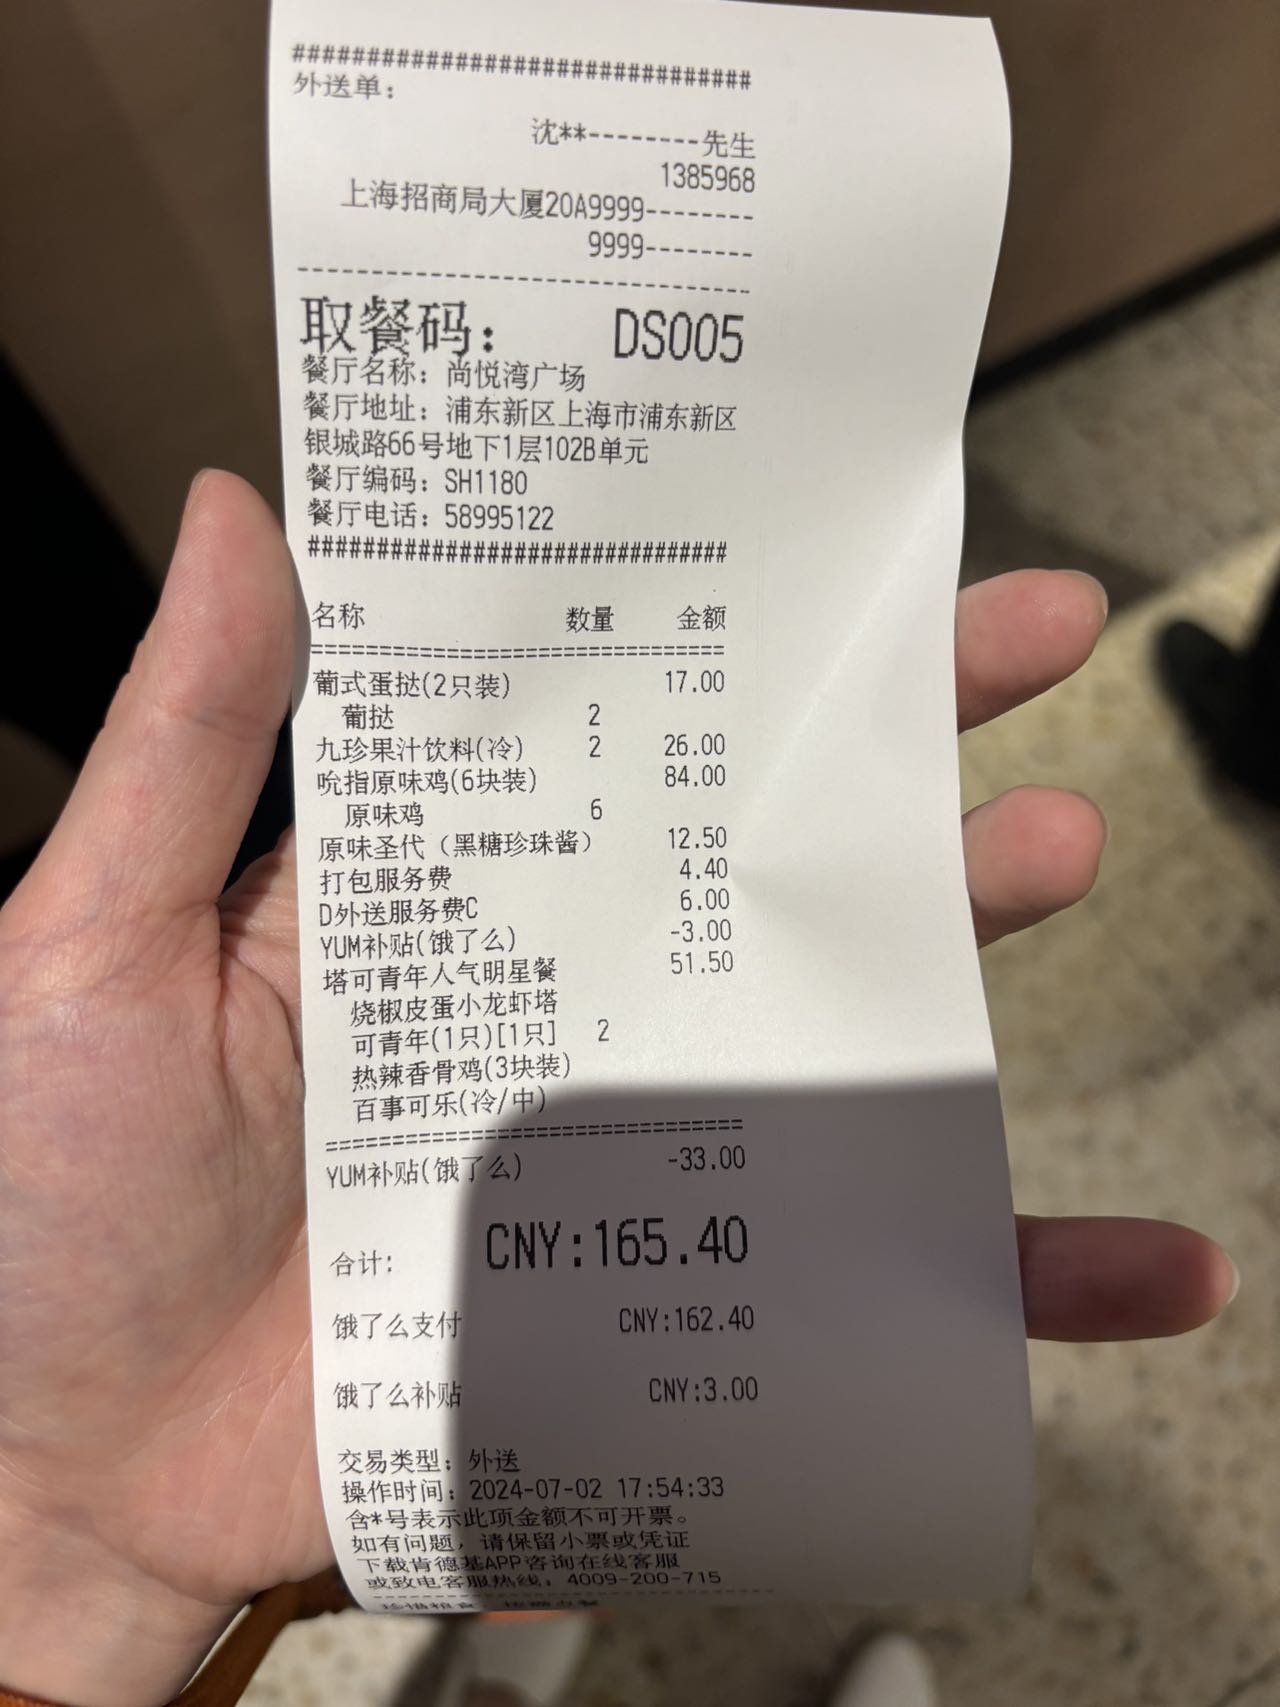 ################################
外送单：
沈**--------先生
1385968
上海招商局大厦20A9999--------
9999--------
--------------------------------
取餐码： DS005
餐厅名称：尚悦湾广场
餐厅地址：浦东新区上海市浦东新区
银城路66号地下1层102B单元
餐厅编码：SH1180
餐厅电话：58995122
################################
名称 数量 金额
================================
葡式蛋挞(2只装) 17.00
葡挞 2
九珍果汁饮料(冷) 2 26.00
吮指原味鸡(6块装) 84.00
原味鸡 6
原味圣代（黑糖珍珠酱） 12.50
打包服务费 4.40
D外送服务费C 6.00
YUM补贴(饿了么) -3.00
塔可青年人气明星餐 51.50
烧椒皮蛋小龙虾塔
可青年(1只)[1只] 2
热辣香骨鸡(3块装)
百事可乐(冷/中)
================================
YUM补贴(饿了么) -33.00
合计: CNY:165.40
饿了么支付 CNY:162.40
饿了么补贴 CNY:3.00
交易类型：外送
操作时间：2024-07-02 17:54:33
含*号表示此项金额不可开票。
如有问题，请保留小票或凭证
下载肯德基APP咨询在线客服
或致电客服热线：4009-200-715
--------------------------------